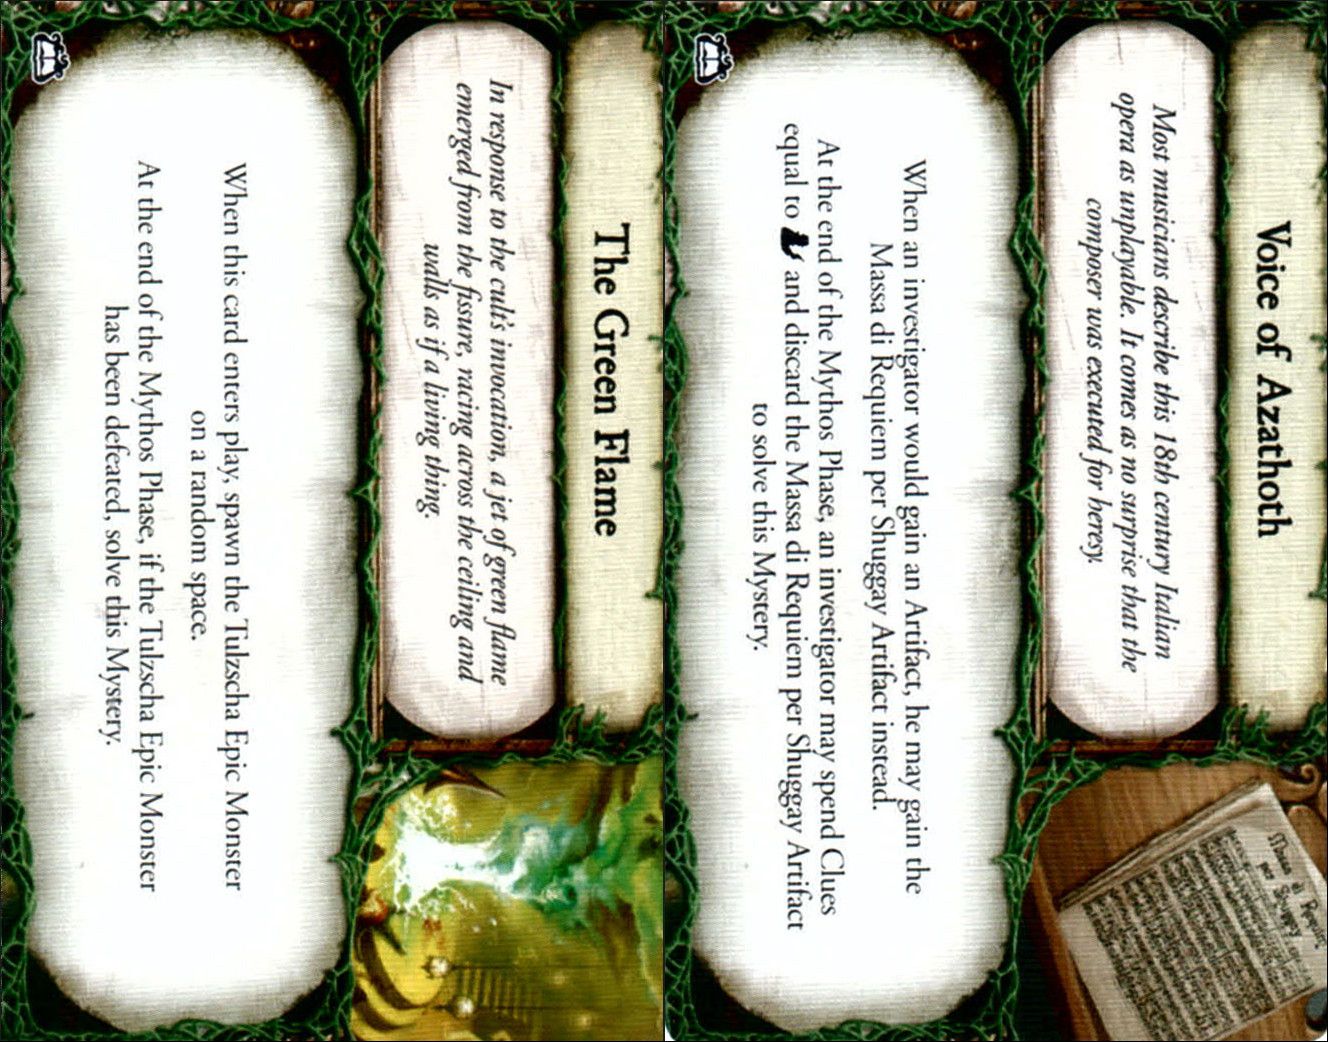 The Green Flame
In response to the cult's invocation, a jet of green flame
emerged from the fissure, racing across the ceiling and
walls as if a living thing.
When this card enters play, spawn the Tulzscha Epic Monster
on a random space.
At the end of the Mythos Phase, if the Tulzscha Epic Monster
has been defeated, solve this Mystery.
Voice of Azathoth
Most musicians describe this 18th century Italian
opera as unplayable. It comes as no surprise that the
composer was executed for heresy.
When an investigator would gain an Artifact, he may gain the
Massa di Requiem per Shuggay Artifact instead.
At the end of the Mythos Phase, an investigator may spend Clues
equal to and discard the Massa di Requiem per Shuggay Artifact
to solve this Mystery.
Massa di Requiem
per Shuggay